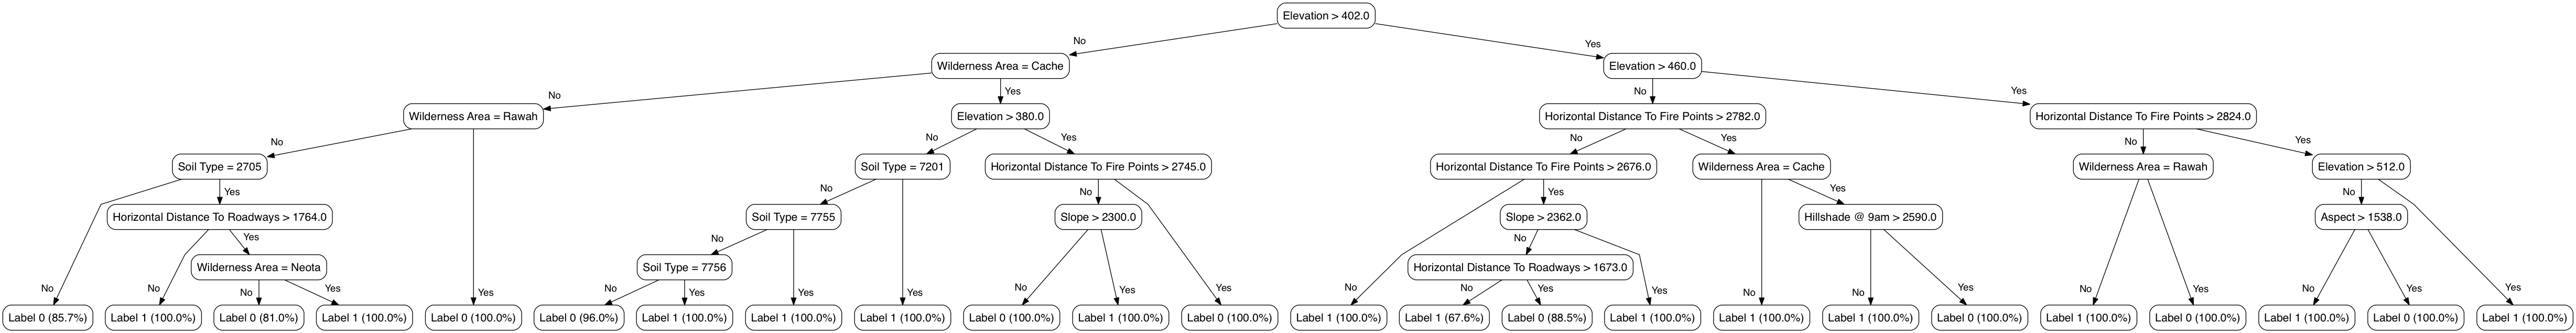 Elevation > 402.0
No
Yes
Wilderness Area = Cache
Elevation > 460.0
No
Yes
No
Yes
Wilderness Area = Rawah
Elevation > 380.0
Horizontal Distance To Fire Points > 2782.0
Horizontal Distance To Fire Points > 2824.0
No
Yes
No
Yes
No
Yes
No
Yes
Soil Type = 2705
Soil Type = 7201
Horizontal Distance To Fire Points > 2745.0
Horizontal Distance To Fire Points > 2676.0
Wilderness Area = Cache
Wilderness Area = Rawah
Elevation > 512.0
Yes
No
No
Yes
Yes
No
Horizontal Distance To Roadways > 1764.0
Soil Type = 7755
Slope > 2300.0
Slope > 2362.0
Hillshade @ 9am > 2590.0
Aspect > 1538.0
Yes
No
No
Wilderness Area = Neota
Soil Type = 7756
Horizontal Distance To Roadways > 1673.0
No
No
No
Yes
Yes
No
Yes
Yes
Yes
No
Yes
Yes
No
No
Yes
Yes
No
No
Yes
No
Yes
No
Yes
Yes
Label 0 (85.7%)
Label 1 (100.0%)
Label 0 (81.0%)
Label 1 (100.0%)
Label 0 (100.0%)
Label 0 (96.0%)
Label 1 (100.0%)
Label 1 (100.0%)
Label 1 (100.0%)
Label 0 (100.0%)
Label 1 (100.0%)
Label 0 (100.0%)
Label 1 (100.0%)
Label 1 (67.6%)
Label 0 (88.5%)
Label 1 (100.0%)
Label 1 (100.0%)
Label 1 (100.0%)
Label 0 (100.0%)
Label 1 (100.0%)
Label 0 (100.0%)
Label 1 (100.0%)
Label 0 (100.0%)
Label 1 (100.0%)